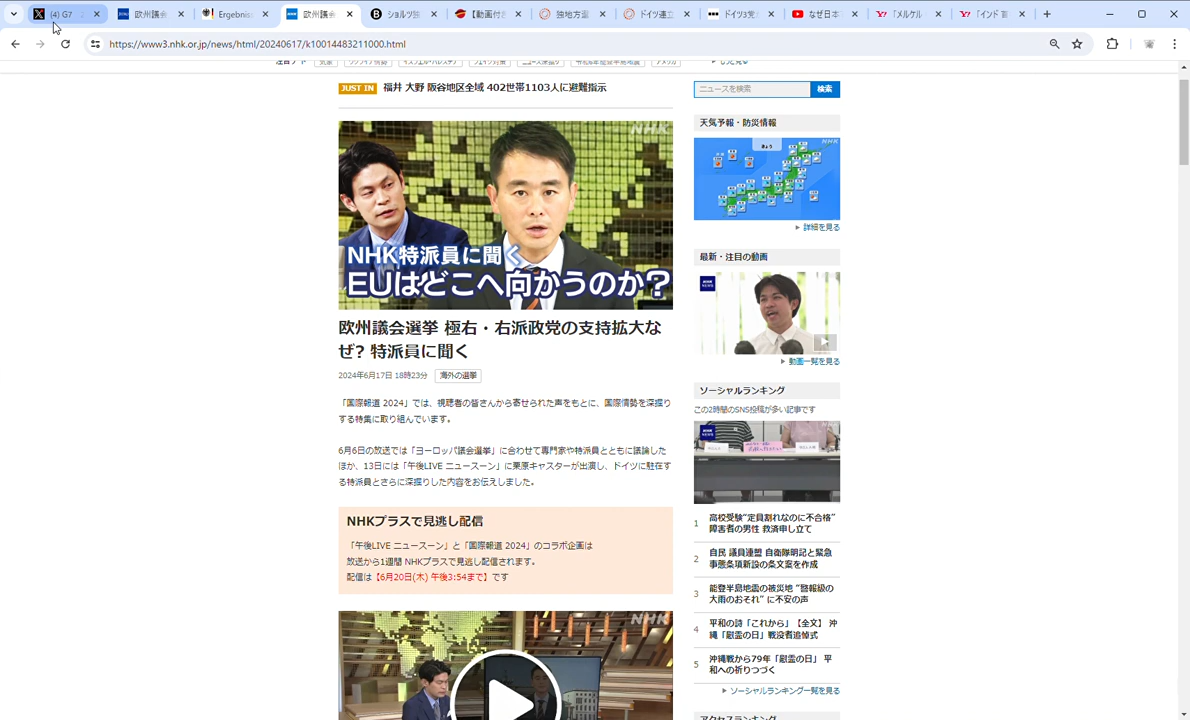 (4) G7
欧州議会
Ergebnis
欧州議会
ショルツ独
【動画付き
独地方選
ドイツ連立
ドイツ3党
なぜ日本
「メルケル
「インド 首
https://www3.nhk.or.jp/news/html/20240617/k10014483211000.html
JUST IN 福井 大野 阪谷地区全域 402世帯1103人に避難指示
ニュースを検索
検索
NHK
NHK特派員に聞く
EUはどこへ向かうのか?
欧州議会選挙 極右・右派政党の支持拡大な
ぜ? 特派員に聞く
2024年6月17日 18時23分 海外の選挙
「国際報道 2024」では、視聴者の皆さんから寄せられた声をもとに、国際情勢を深掘り
する特集に取り組んでいます。
6月6日の放送では「ヨーロッパ議会選挙」に合わせて専門家や特派員とともに議論した
ほか、13日には「午後LIVE ニュースーン」に栗原キャスターが出演し、ドイツに駐在す
る特派員とさらに深掘りした内容をお伝えしました。
NHKプラスで見逃し配信
「午後LIVE ニュースーン」と「国際報道 2024」のコラボ企画は
放送から1週間 NHKプラスで見逃し配信されます。
配信は【6月20日(木) 午後3:54まで】です
NHK
天気予報・防災情報
きょう
NHK
詳細を見る
最新・注目の動画
動画一覧を見る
ソーシャルランキング
この2時間のSNS投稿が多い記事です
NHK
1 高校受験“定員割れなのに不合格”
障害者の男性 救済申し立て
2 自民 議員連盟 自衛隊明記と緊急
事態条項新設の条文案を作成
3 能登半島地震の被災地 “警報級の
大雨のおそれ” に不安の声
4 平和の詩「これから」【全文】 沖
縄「慰霊の日」戦没者追悼式
5 沖縄戦から79年「慰霊の日」 平
和への祈りつづく
ソーシャルランキング一覧を見る
アクセスランキング